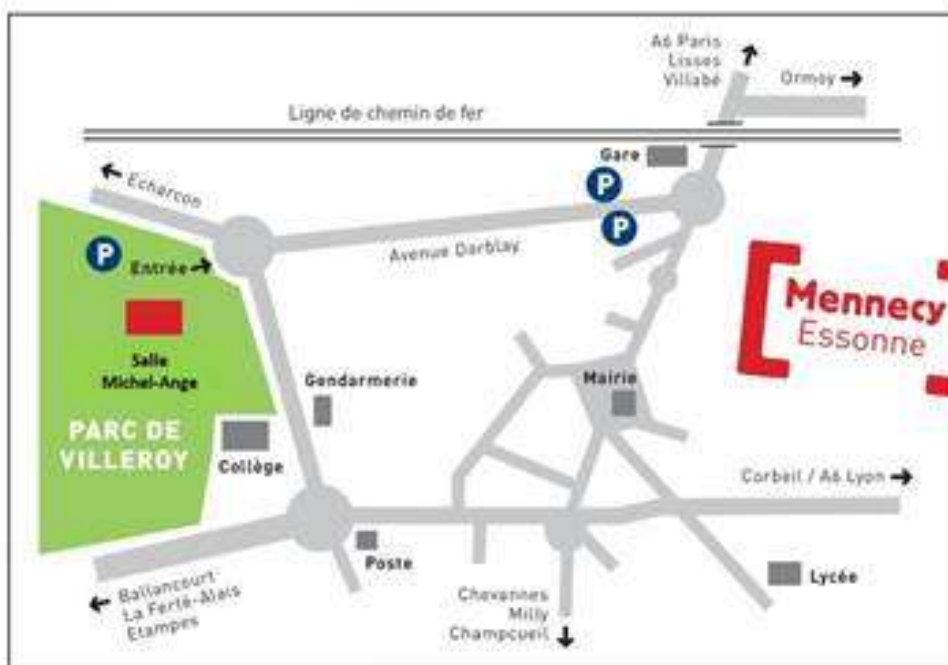 A6 Paris
Lisses
Villabé
Ormoy
Ligne de chemin de fer
Gare
P
Echarcon
P
Avenue Darblay
P
Entrée
Mennecy
Essonne
Salle
Michel-Ange
Gendarmerie
Mairie
PARC DE
VILLEROY
Collège
Corbeil / A6 Lyon
Poste
Lycée
Ballancourt
La Ferté-Alais
Etampes
Chevannes
Milly
Champcueil